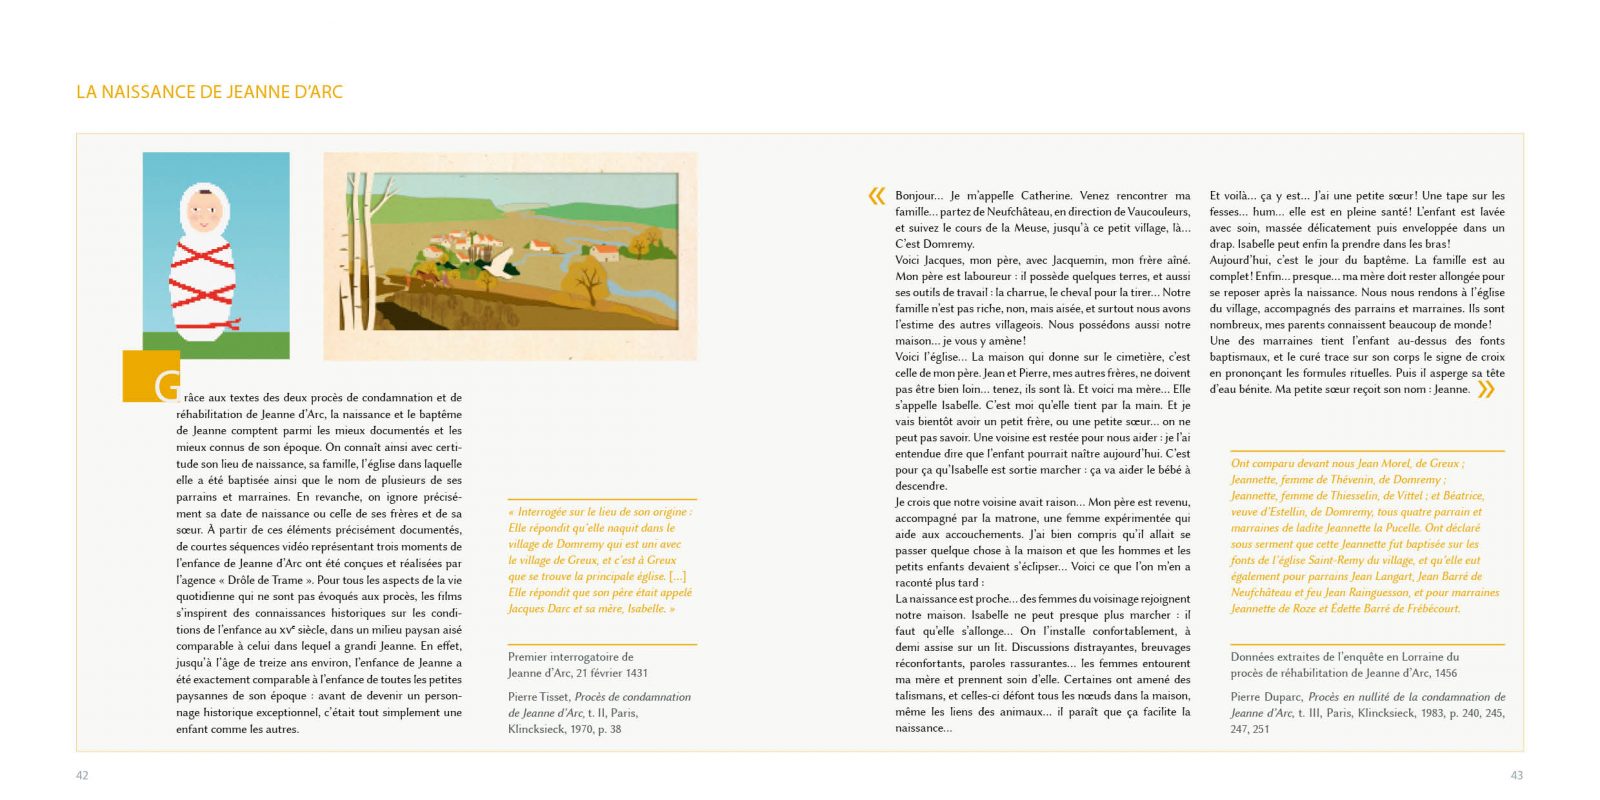 LA NAISSANCE DE JEANNE D’ARC
Grâce aux textes des deux procès de condamnation et de
réhabilitation de Jeanne d’Arc, la naissance et le baptême
de Jeanne comptent parmi les mieux documentés et les
mieux connus de son époque. On connaît ainsi avec certi-
tude son lieu de naissance, sa famille, l’église dans laquelle
elle a été baptisée ainsi que le nom de plusieurs de ses
parrains et marraines. En revanche, on ignore précisé-
ment sa date de naissance ou celle de ses frères et de sa
sœur. À partir de ces éléments précisément documentés,
de courtes séquences vidéo représentant trois moments de
l’enfance de Jeanne d’Arc ont été conçues et réalisées par
l’agence « Drôle de Trame ». Pour tous les aspects de la vie
quotidienne qui ne sont pas évoqués aux procès, les films
s’inspirent des connaissances historiques sur les condi-
tions de l’enfance au XVe siècle, dans un milieu paysan aisé
comparable à celui dans lequel a grandi Jeanne. En effet,
jusqu’à l’âge de treize ans environ, l’enfance de Jeanne a
été exactement comparable à l’enfance de toutes les petites
paysannes de son époque : avant de devenir un person-
nage historique exceptionnel, c’était tout simplement une
enfant comme les autres.
« Interrogée sur le lieu de son origine :
Elle répondit qu’elle naquit dans le
village de Domremy qui est uni avec
le village de Greux, et c’est à Greux
que se trouve la principale église. [...]
Elle répondit que son père était appelé
Jacques Darc et sa mère, Isabelle. »
Premier interrogatoire de
Jeanne d’Arc, 21 février 1431
Pierre Tisset, Procès de condamnation
de Jeanne d’Arc, t. II, Paris,
Klincksieck, 1970, p. 38
« Bonjour... Je m’appelle Catherine. Venez rencontrer ma
famille... partez de Neufchâteau, en direction de Vaucouleurs,
et suivez le cours de la Meuse, jusqu’à ce petit village, là...
C’est Domremy.
Voici Jacques, mon père, avec Jacquemin, mon frère aîné.
Mon père est laboureur : il possède quelques terres, et aussi
ses outils de travail : la charrue, le cheval pour la tirer... Notre
famille n’est pas riche, non, mais aisée, et surtout nous avons
l’estime des autres villageois. Nous possédons aussi notre
maison... je vous y amène !
Voici l’église... La maison qui donne sur le cimetière, c’est
celle de mon père. Jean et Pierre, mes autres frères, ne doivent
pas être bien loin... tenez, ils sont là. Et voici ma mère... Elle
s’appelle Isabelle. C’est moi qu’elle tient par la main. Et je
vais bientôt avoir un petit frère, ou une petite sœur... on ne
peut pas savoir. Une voisine est restée pour nous aider : je l’ai
entendue dire que l’enfant pourrait naître aujourd’hui. C’est
pour ça qu’Isabelle est sortie marcher : ça va aider le bébé à
descendre.
Je crois que notre voisine avait raison... Mon père est revenu,
accompagné par la matrone, une femme expérimentée qui
aide aux accouchements. J’ai bien compris qu’il allait se
passer quelque chose à la maison et que les hommes et les
petits enfants devaient s’éclipser... Voici ce que l’on m’en a
raconté plus tard :
La naissance est proche... des femmes du voisinage rejoignent
notre maison. Isabelle ne peut presque plus marcher : il
faut qu’elle s’allonge... On l’installe confortablement, à
demi assise sur un lit. Discussions distrayantes, breuvages
réconfortants, paroles rassurantes... les femmes entourent
ma mère et prennent soin d’elle. Certaines ont amené des
talismans, et celles-ci défont tous les nœuds dans la maison,
même les liens des animaux... il paraît que ça facilite la
naissance...
Et voilà... ça y est... J’ai une petite sœur ! Une tape sur les
fesses... hum... elle est en pleine santé ! L’enfant est lavée
avec soin, massée délicatement puis enveloppée dans un
drap. Isabelle peut enfin la prendre dans les bras !
Aujourd’hui, c’est le jour du baptême. La famille est au
complet ! Enfin... presque... ma mère doit rester allongée pour
se reposer après la naissance. Nous nous rendons à l’église
du village, accompagnés des parrains et marraines. Ils sont
nombreux, mes parents connaissent beaucoup de monde !
Une des marraines tient l’enfant au-dessus des fonts
baptismaux, et le curé trace sur son corps le signe de croix
en prononçant les formules rituelles. Puis il asperge sa tête
d’eau bénite. Ma petite sœur reçoit son nom : Jeanne. »
Ont comparu devant nous Jean Morel, de Greux ;
Jeannette, femme de Thévenin, de Domremy ;
Jeannette, femme de Thiesselin, de Vittel ; et Béatrice,
veuve d’Estellin, de Domremy, tous quatre parrain et
marraines de ladite Jeannette la Pucelle. Ont déclaré
sous serment que cette Jeannette fut baptisée sur les
fonts de l’église Saint-Remy du village, et qu’elle eut
également pour parrains Jean Langart, Jean Barré de
Neufchâteau et feu Jean Rainguesson, et pour marraines
Jeannette de Roze et Édette Barré de Frébécourt.
Données extraites de l’enquête en Lorraine du
procès de réhabilitation de Jeanne d’Arc, 1456
Pierre Duparc, Procès en nullité de la condamnation de
Jeanne d’Arc, t. III, Paris, Klincksieck, 1983, p. 240, 245,
247, 251
42
43